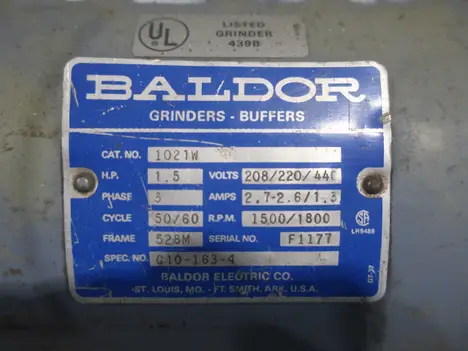 UL
®
LISTED
GRINDER
439B
BALDOR
GRINDERS - BUFFERS
CAT. NO. 1021W
H.P. 1.5 VOLTS 208/220/440
PHASE 3 AMPS 2.7-2.6/1.3
CYCLE 50/60 R.P.M. 1500/1800
FRAME 528M SERIAL NO. F1177
SPEC. NO. G10-163-4
BALDOR ELECTRIC CO.
ST. LOUIS, MO. - FT. SMITH, ARK. U.S.A.
SA
LR5488